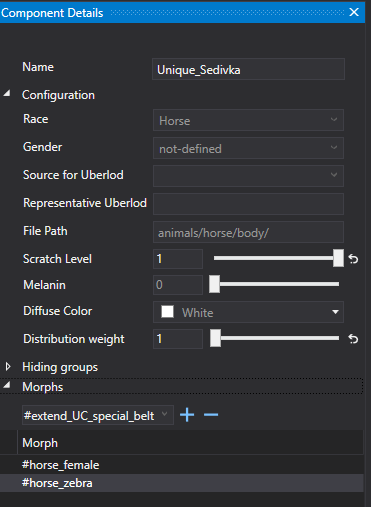 Component Details
Name Unique_Sedivka
Configuration
Race Horse
Gender not-defined
Source for Uberlod
Representative Uberlod
File Path animals/horse/body/
Scratch Level 1
Melanin 0
Diffuse Color White
Distribution weight 1
Hiding groups
Morphs
#extend_UC_special_belt
Morph
#horse_female
#horse_zebra